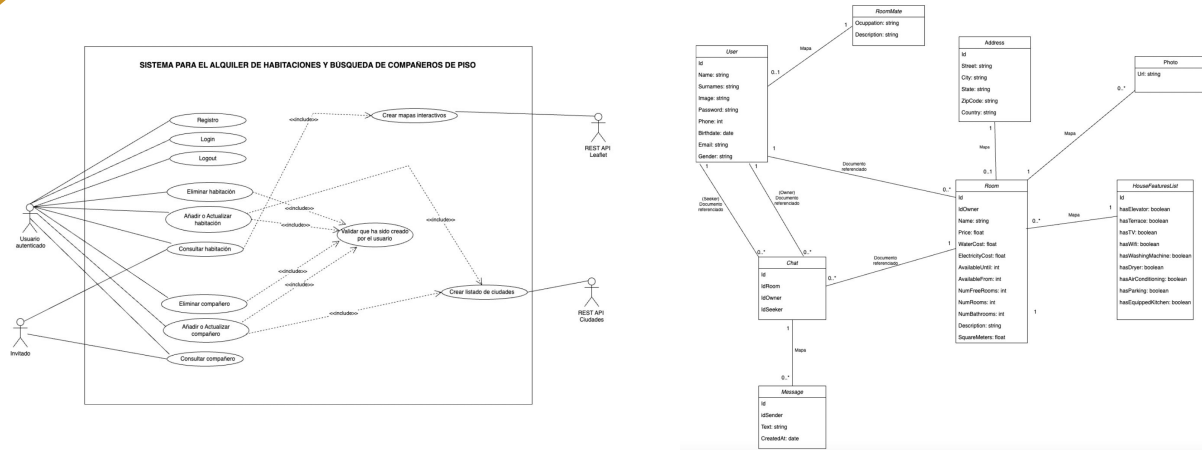 SISTEMA PARA EL ALQUILER DE HABITACIONES Y BÚSQUEDA DE COMPAÑEROS DE PISO
Registro
Login
Logout
Eliminar habitación
Añadir o Actualizar
habitación
Consultar habitación
Eliminar compañero
Añadir o Actualizar
compañero
Consultar compañero
Usuario
autenticado
Invitado
<<include>>
Crear mapas interactivos
<<include>>
<<include>>
Validar que ha sido creado
por el usuario
<<include>>
<<include>>
<<include>>
Crear listado de ciudades
<<include>>
REST API
Leaflet
REST API
Ciudades
RoomMate
Ocuppation: string
Description: string
1
Mapa
0..1
User
Id
Name: string
Surnames: string
Image: string
Password: string
Phone: int
Birthdate: date
Email: string
Gender: string
Address
Id
Street: string
City: string
State: string
ZipCode: string
Country: string
Photo
Url: string
0..*
Mapa
1
1
Mapa
0..1
1
Documento
referenciado
0..*
1
(Seeker)
Documento
referenciado
0..*
1
(Owner)
Documento
referenciado
0..*
Room
Id
IdOwner
Name: string
Price: float
WaterCost: float
ElectricityCost: float
AvailableUntil: int
AvailableFrom: int
NumFreeRooms: int
NumRooms: int
NumBathrooms: int
Description: string
SquareMeters: float
0..*
Mapa
1
1
HouseFeaturesList
Id
hasElevator: boolean
hasTerrace: boolean
hasTV: boolean
hasWifi: boolean
hasWashingMachine: boolean
hasDryer: boolean
hasAirConditioning: boolean
hasParking: boolean
hasEquippedKitchen: boolean
1
Documento
referenciado
0..*
Chat
Id
IdRoom
IdOwner
IdSeeker
1
Mapa
0..*
Message
Id
idSender
Text: string
CreatedAt: date